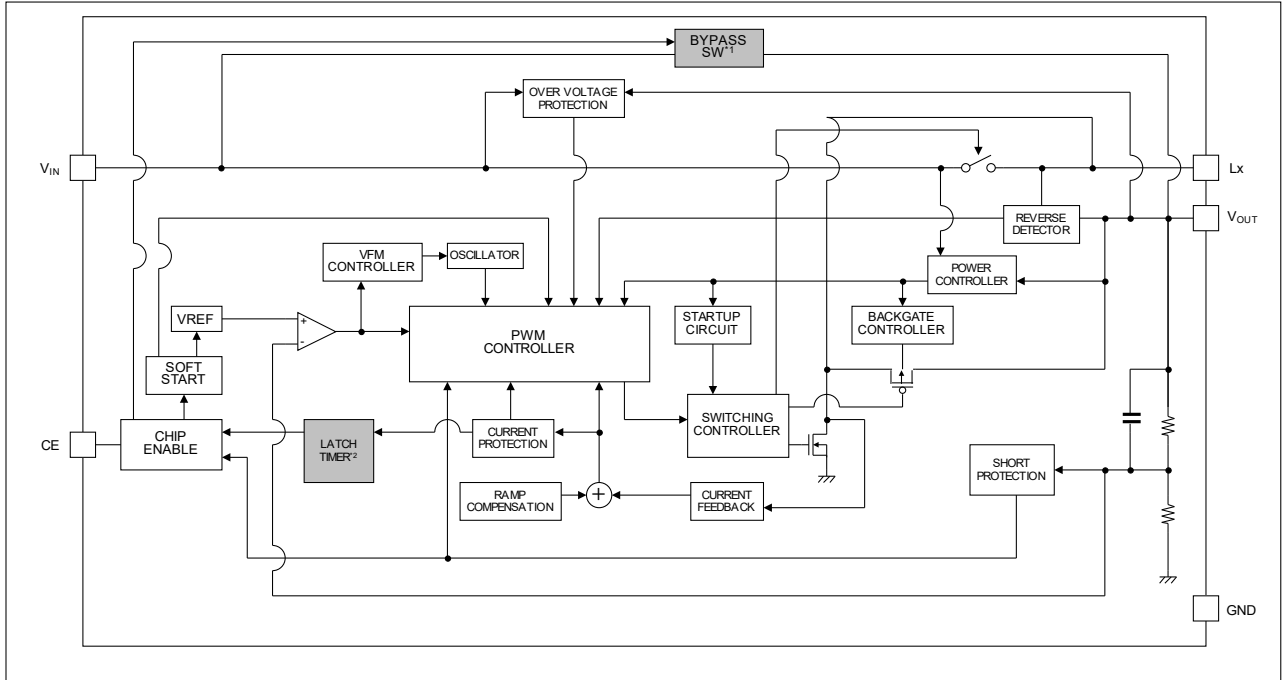 BYPASS
SW*1
OVER VOLTAGE
PROTECTION
VIN
Lx
REVERSE
DETECTOR
VOUT
VFM
CONTROLLER
OSCILLATOR
POWER
CONTROLLER
VREF
+
-
PWM
CONTROLLER
STARTUP
CIRCUIT
BACKGATE
CONTROLLER
SOFT
START
CE
CHIP
ENABLE
LATCH
TIMER*2
CURRENT
PROTECTION
SWITCHING
CONTROLLER
SHORT
PROTECTION
RAMP
COMPENSATION
+
CURRENT
FEEDBACK
GND